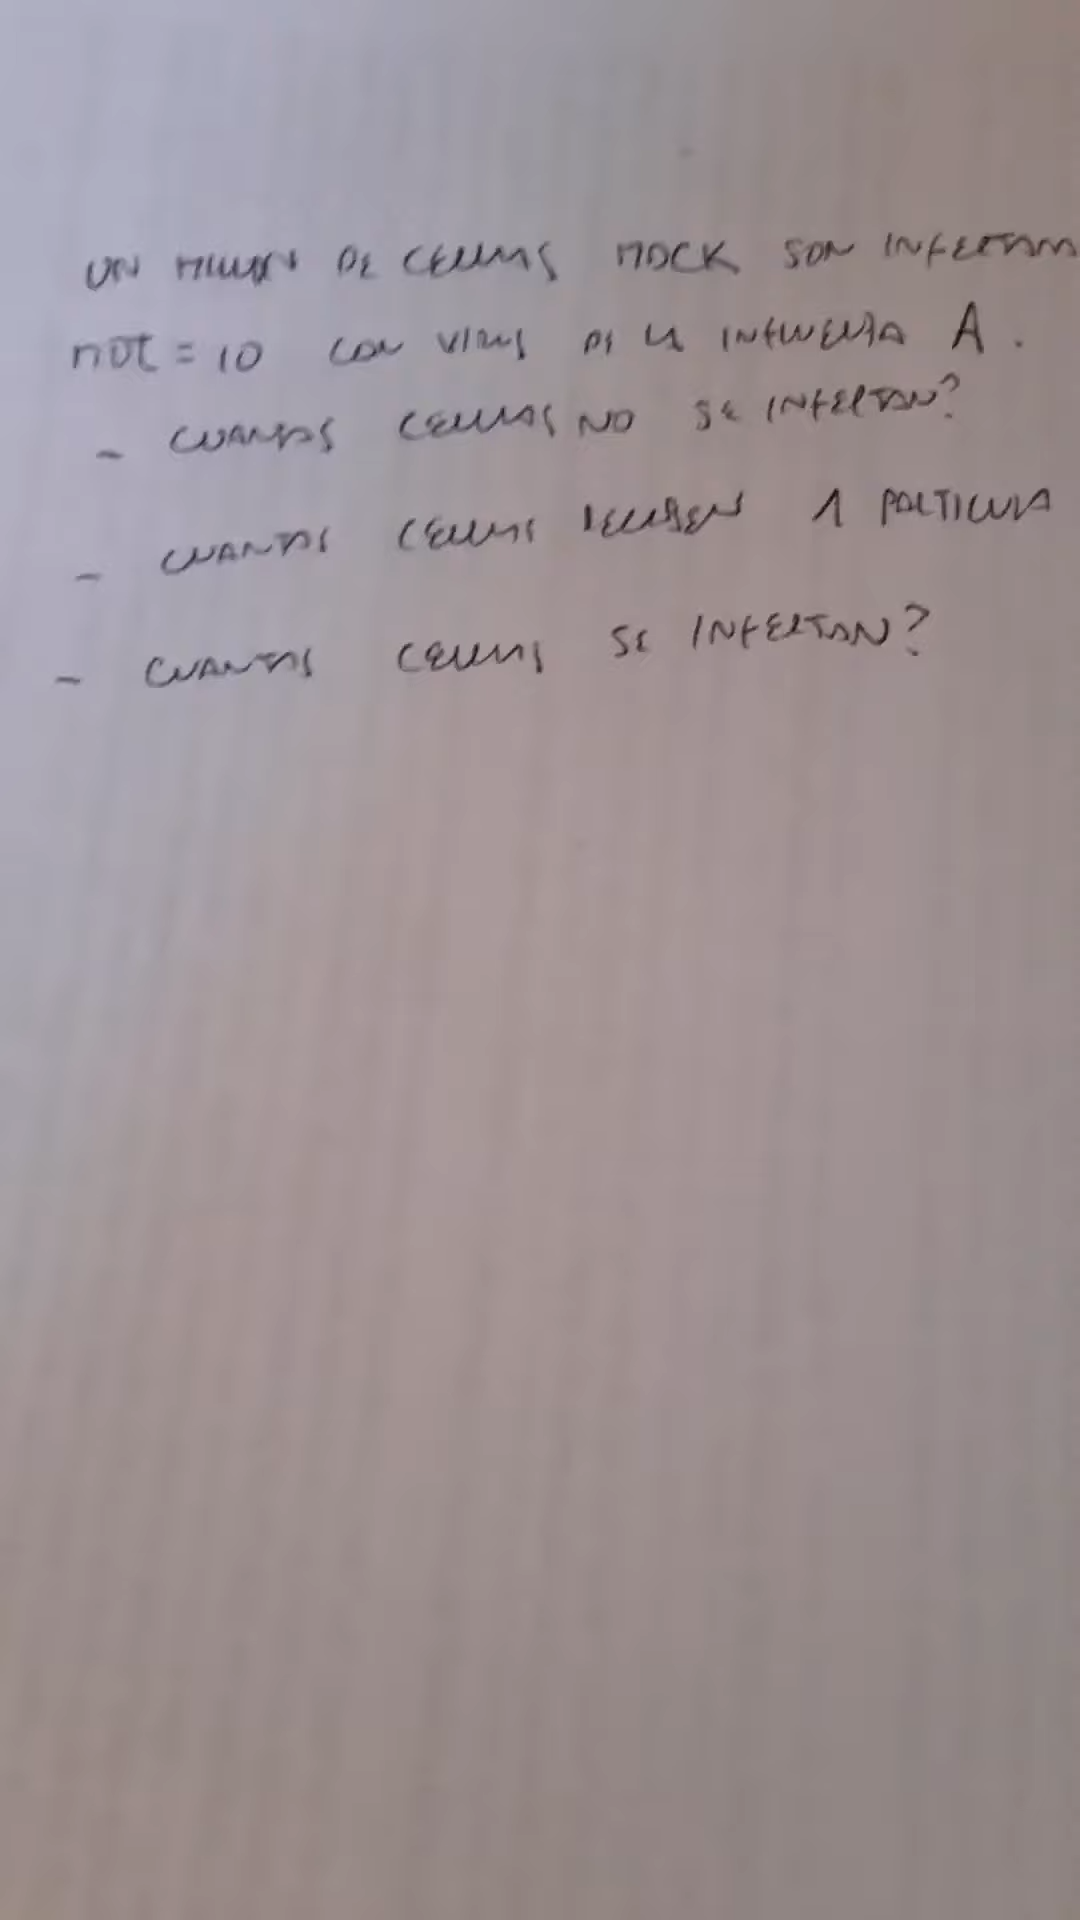 UN MILLON DE CELULAS MOCK SON INFECTADAS
MOI = 10 CON VIRUS DE LA INFLUENZA A.
- CUANTAS CELULAS NO SE INFECTAN?
- CUANTAS CELULAS RECIBEN 1 PARTICULA
- CUANTAS CELULAS SE INFECTAN?